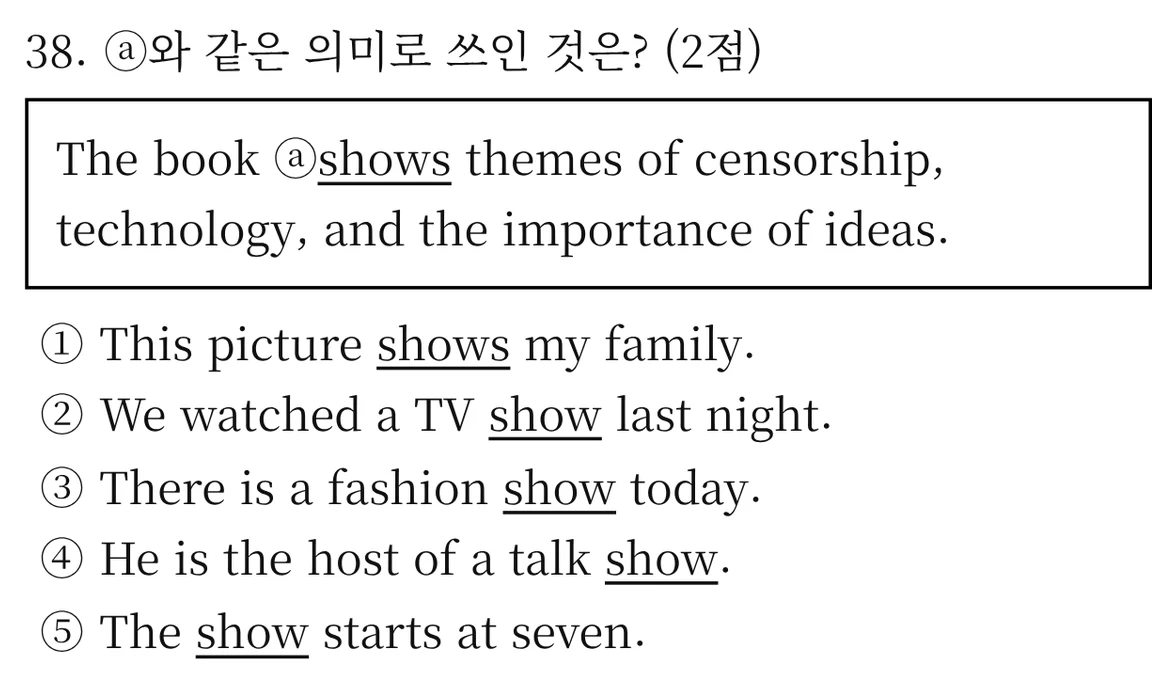 38. ⓐ와 같은 의미로 쓰인 것은? (2점)
The book ⓐshows themes of censorship,
technology, and the importance of ideas.
① This picture shows my family.
② We watched a TV show last night.
③ There is a fashion show today.
④ He is the host of a talk show.
⑤ The show starts at seven.